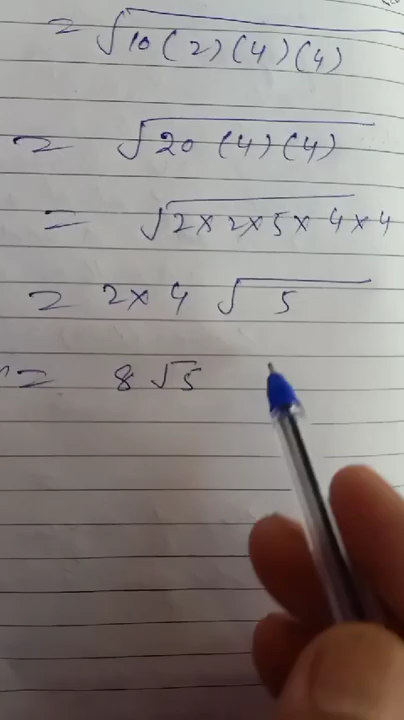 = √10(2)(4)(4)
= √20(4)(4)
= √2×2×5×4×4
= 2×4 √5
= 8√5